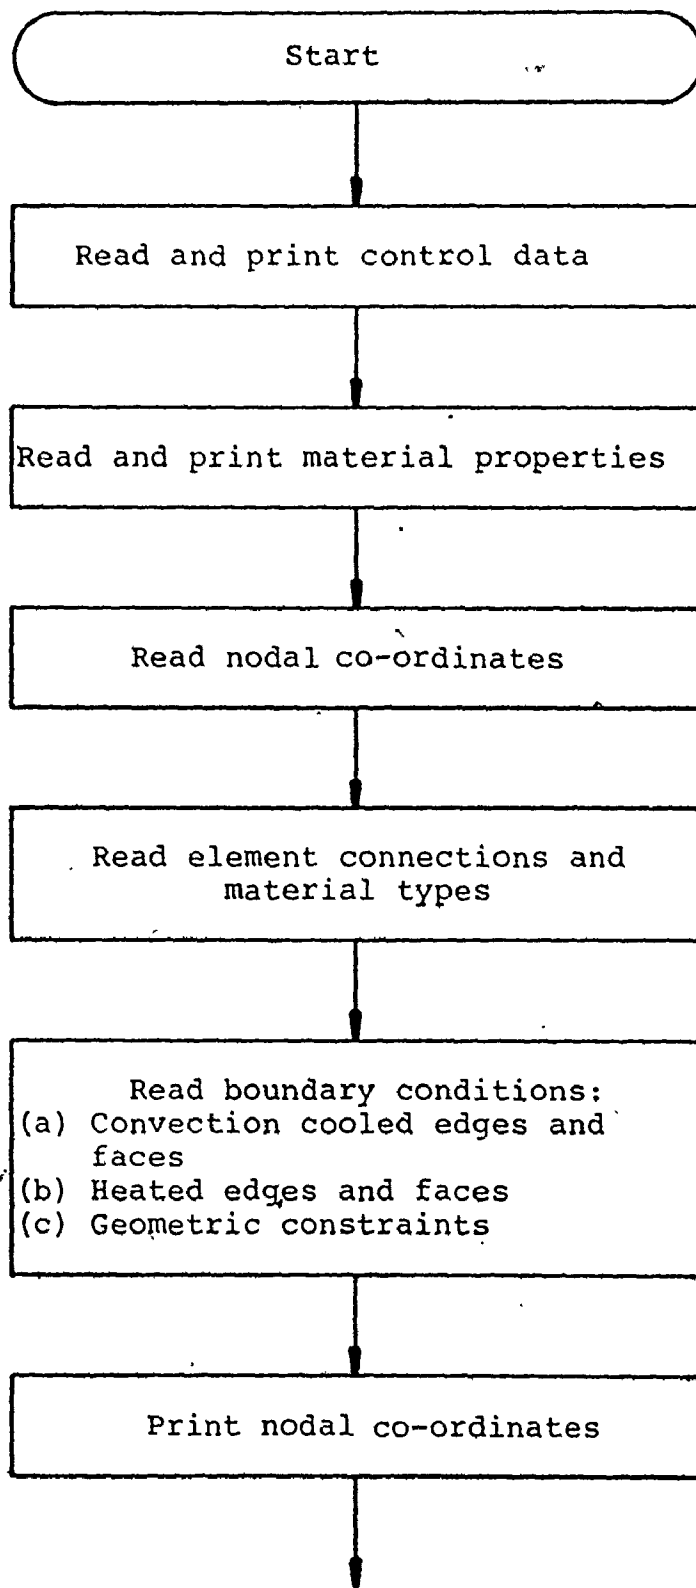 Start
Read and print control data
Read and print material properties
Read nodal co-ordinates
Read element connections and
material types
Read boundary conditions:
(a) Convection cooled edges and
faces
(b) Heated edges and faces
(c) Geometric constraints
Print nodal co-ordinates